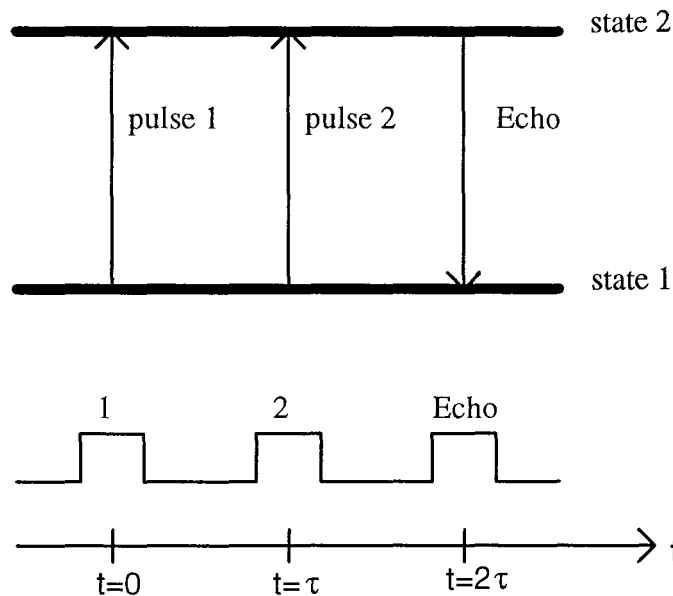 state 2
pulse 1
pulse 2
Echo
state 1
1
2
Echo
t
t=0
t=τ
t=2τ